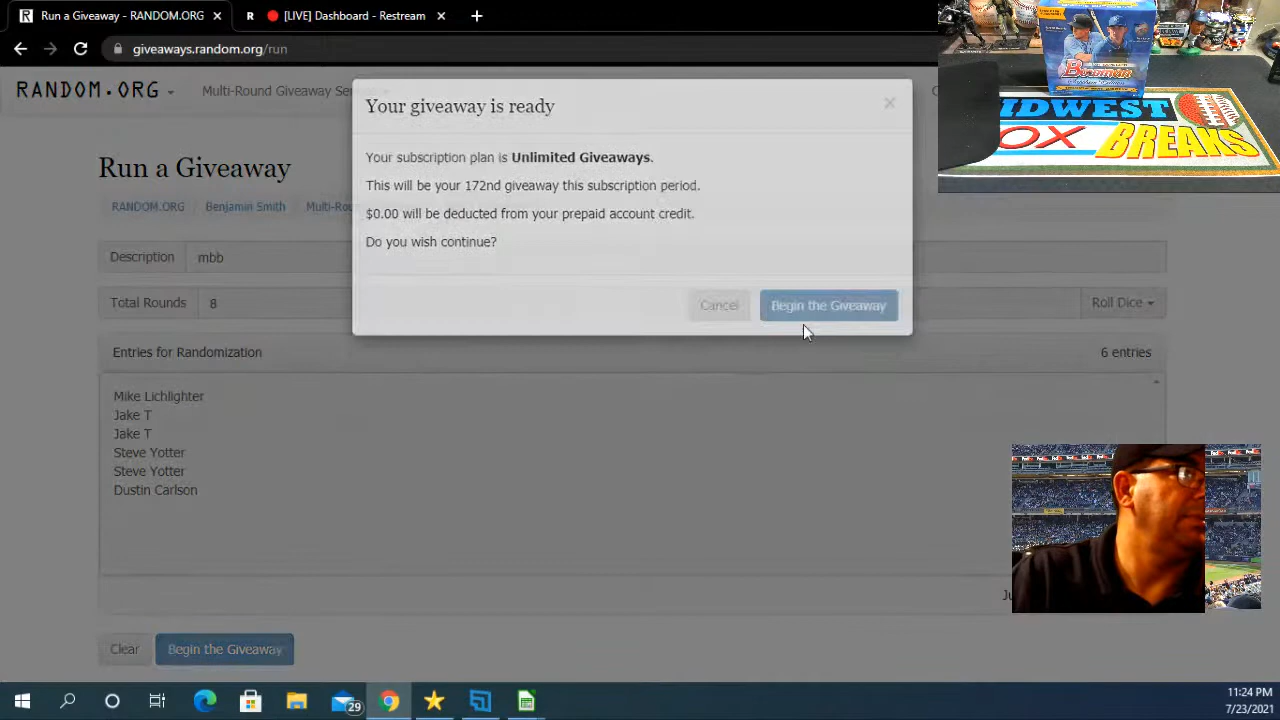 Run a Giveaway - RANDOM.ORG
R [LIVE] Dashboard - Restream
giveaways.random.org/run
RANDOM.ORG
Multi-Round Giveaway Ser
Your giveaway is ready
Your subscription plan is Unlimited Giveaways.
This will be your 172nd giveaway this subscription period.
$0.00 will be deducted from your prepaid account credit.
Do you wish continue?
Cancel
Begin the Giveaway
Run a Giveaway
RANDOM.ORG
Benjamin Smith
Multi-Rou
Description
mbb
Total Rounds
8
Roll Dice
Entries for Randomization
6 entries
Mike Lichlighter
Jake T
Jake T
Steve Yotter
Steve Yotter
Dustin Carlson
Ju
Clear
Begin the Giveaway
Bowman
IDWEST
OX BREAKS
29
11:24 PM
7/23/2021